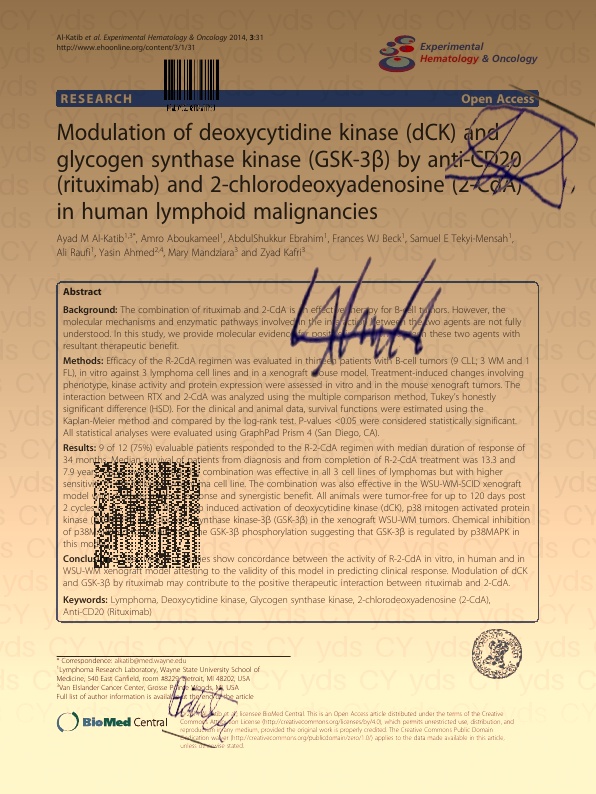 Al-Katib et al. Experimental Hematology & Oncology 2014, 3:31
http://www.ehoonline.org/content/3/1/31
Experimental
Hematology & Oncology
RESEARCH
Open Access
Modulation of deoxycytidine kinase (dCK) and
glycogen synthase kinase (GSK-3β) by anti-CD20
(rituximab) and 2-chlorodeoxyadenosine (2-CdA)
in human lymphoid malignancies
Ayad M Al-Katib1,3*, Amro Aboukameel1, AbdulShukkur Ebrahim1, Frances WJ Beck1, Samuel E Tekyi-Mensah1,
Ali Raufi1, Yasin Ahmed2,4, Mary Mandziara3 and Zyad Kafri3
Abstract
Background: The combination of rituximab and 2-CdA is an effective therapy for B-cell tumors. However, the
molecular mechanisms and enzymatic pathways involved in the interaction between the two agents are not fully
understood. In this study, we provide molecular evidence for these two agents with
resultant therapeutic benefit.
Methods: Efficacy of the R-2CdA regimen was evaluated in thirteen patients with B-cell tumors (9 CLL; 3 WM and 1
FL), in vitro against 3 lymphoma cell lines and in a xenograft mouse model. Treatment-induced changes involving
phenotype, kinase activity and protein expression were assessed in vitro and in the mouse xenograft tumors. The
interaction between RTX and 2-CdA was analyzed using the multiple comparison method, Tukey's honestly
significant difference (HSD). For the clinical and animal data, survival functions were estimated using the
Kaplan-Meier method and compared by the log-rank test. P-values <0.05 were considered statistically significant.
All statistical analyses were evaluated using GraphPad Prism 4 (San Diego, CA).
Results: 9 of 12 (75%) evaluable patients responded to the R-2-CdA regimen with median duration of response of
34 months. Median survival of patients from diagnosis and from completion of R-2-CdA treatment was 13.3 and
7.9 combination was effective in all 3 cell lines of lymphomas but with higher
cell line. The combination was also effective in the WSU-WM-SCID xenograft
model and synergistic benefit. All animals were tumor-free for up to 120 days post
2 cycles induced activation of deoxycytidine kinase (dCK), p38 mitogen activated protein
kinase synthase kinase-3β (GSK-3β) in the xenograft WSU-WM tumors. Chemical inhibition
of GSK-3β phosphorylation suggesting that GSK-3β is regulated by p38MAPK in
this
show concordance between the activity of R-2-CdA in vitro, in human and in
WSU-WM xenograft model attesting to the validity of this model in predicting clinical response. Modulation of dCK
and GSK-3β by rituximab may contribute to the positive therapeutic interaction between rituximab and 2-CdA.
Keywords: Lymphoma, Deoxycytidine kinase, Glycogen synthase kinase, 2-chlorodeoxyadenosine (2-CdA),
Anti-CD20 (Rituximab)
* Correspondence: alkatib@med.wayne.edu
1Lymphoma Research Laboratory, Wayne State University School of
Medicine, 540 East Canfield, room #8229, Detroit, MI 48202, USA
3Van Elslander Cancer Center, Grosse Pointe Woods, MI, USA
Full list of author information is available at the end of the article
BioMed Central
licensee BioMed Central. This is an Open Access article distributed under the terms of the Creative
Commons Attribution License (http://creativecommons.org/licenses/by/4.0), which permits unrestricted use, distribution, and
reproduction in any medium, provided the original work is properly credited. The Creative Commons Public Domain
Dedication waiver (http://creativecommons.org/publicdomain/zero/1.0/) applies to the data made available in this article,
unless otherwise stated.